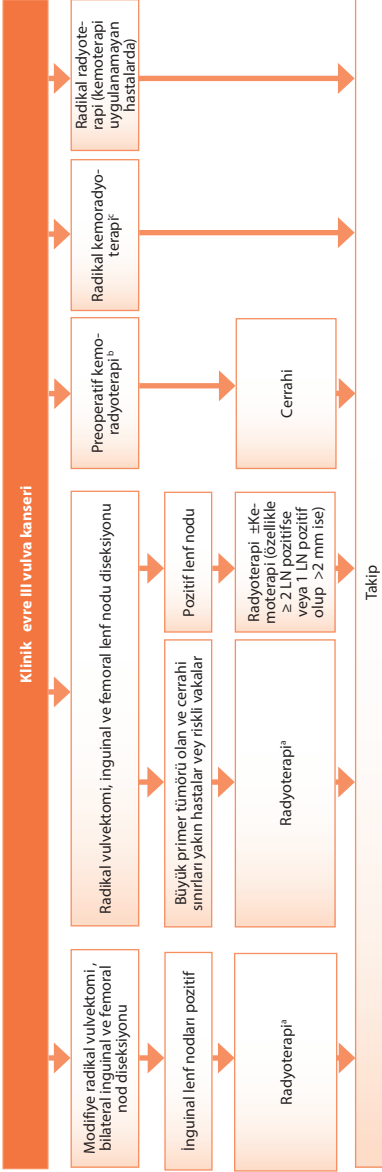 Klinik evre III vulva kanseri
Modifiye radikal vulvektomi,
bilateral inguinal ve femoral
nod diseksiyonu
İnguinal lenf nodları pozitif
Radyoterapiᵃ
Radikal vulvektomi, inguinal ve femoral lenf nodu diseksiyonu
Büyük primer tümörü olan ve cerrahi
sınırları yakın hastalar vey riskli vakalar
Radyoterapiᵃ
Pozitif lenf nodu
Radyoterapi ±Ke-
moterapi (özellikle
≥ 2 LN pozitifse
veya 1 LN pozitif
olup >2 mm ise)
Preoperatif kemo-
radyoterapi ᵇ
Cerrahi
Radikal kemoradyo-
terapiᶜ
Radikal radyote-
rapi (kemoterapi
uygulanamayan
hastalarda)
Takip